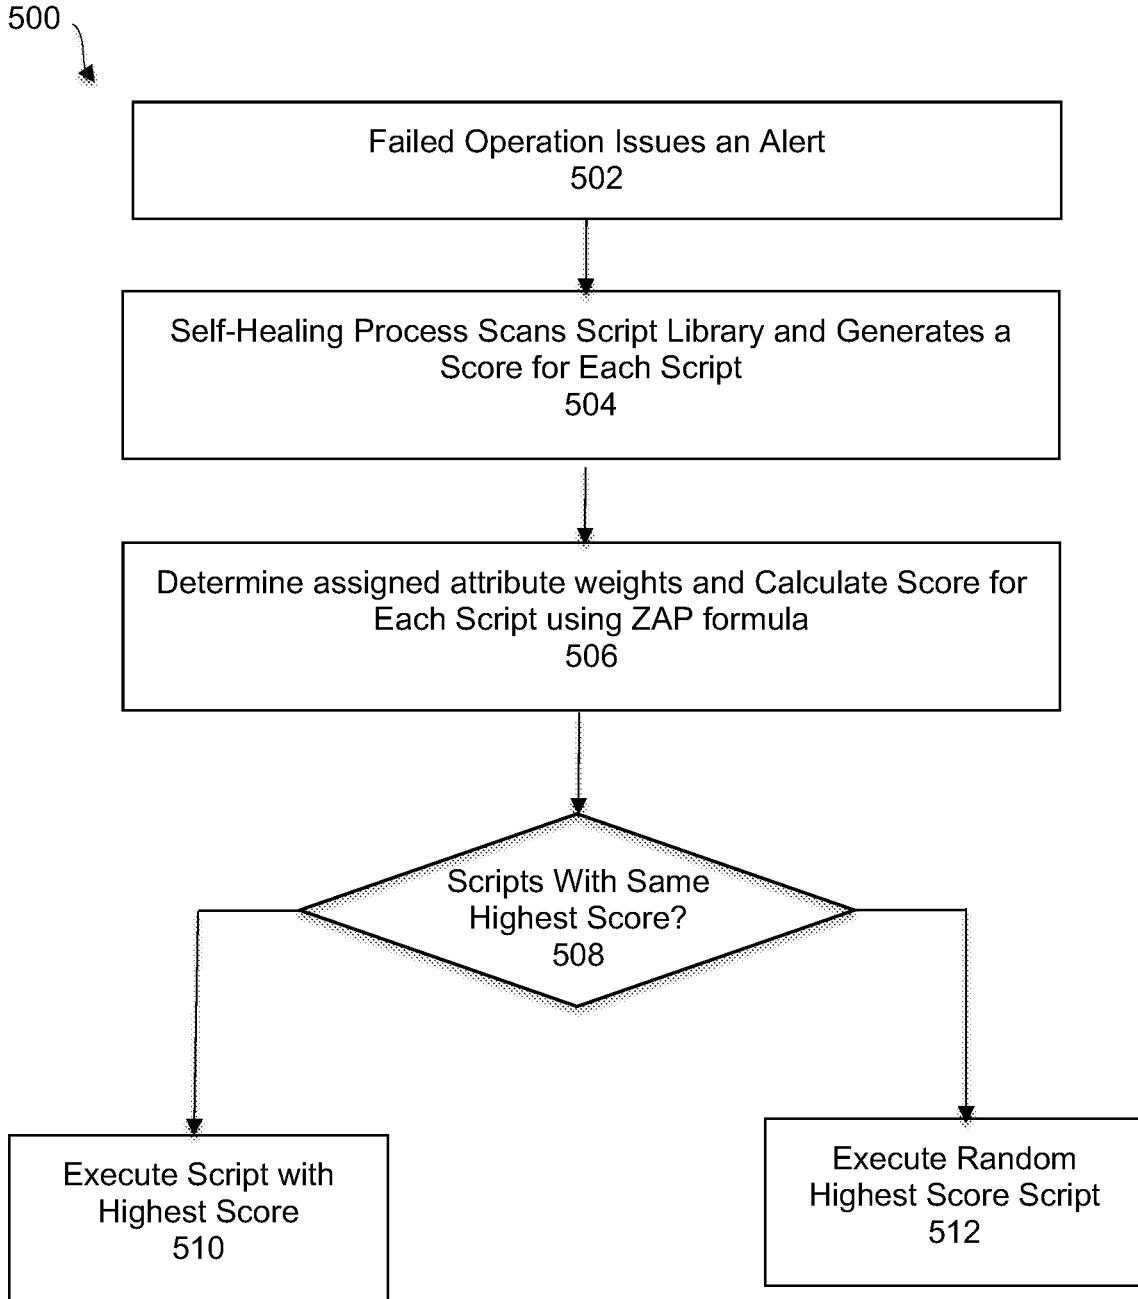 500
Failed Operation Issues an Alert
502
Self-Healing Process Scans Script Library and Generates a
Score for Each Script
504
Determine assigned attribute weights and Calculate Score for
Each Script using ZAP formula
506
Scripts With Same
Highest Score?
508
Execute Script with
Highest Score
510
Execute Random
Highest Score Script
512